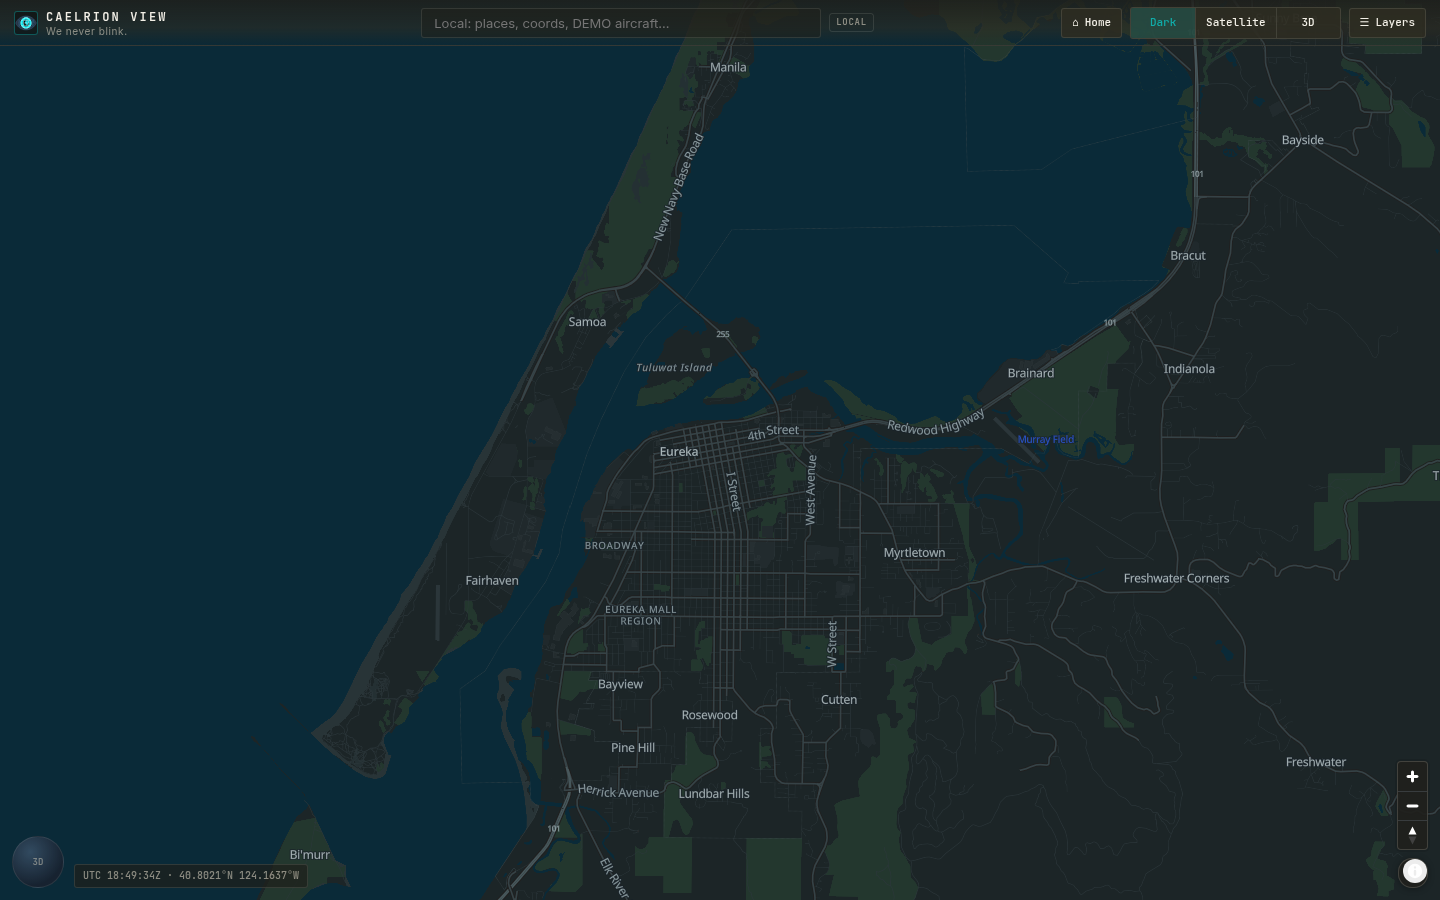 CAELRION VIEW
We never blink.
Local: places, coords, DEMO aircraft...
LOCAL
⌂ Home
Dark
Satellite
3D
☰ Layers
Manila
Bayside
New Navy Base Road
101
Bracut
Samoa
255
101
Tuluwat Island
Brainard
Indianola
Redwood Highway
4th Street
Murray Field
Eureka
I Street
West Avenue
T
BROADWAY
Myrtletown
Fairhaven
Freshwater Corners
EUREKA MALL
REGION
W Street
Bayview
Cutten
Rosewood
Pine Hill
Freshwater
Herrick Avenue
Lundbar Hills
101
Bi'murr
Elk River
3D
UTC 18:49:34Z · 40.8021°N 124.1637°W